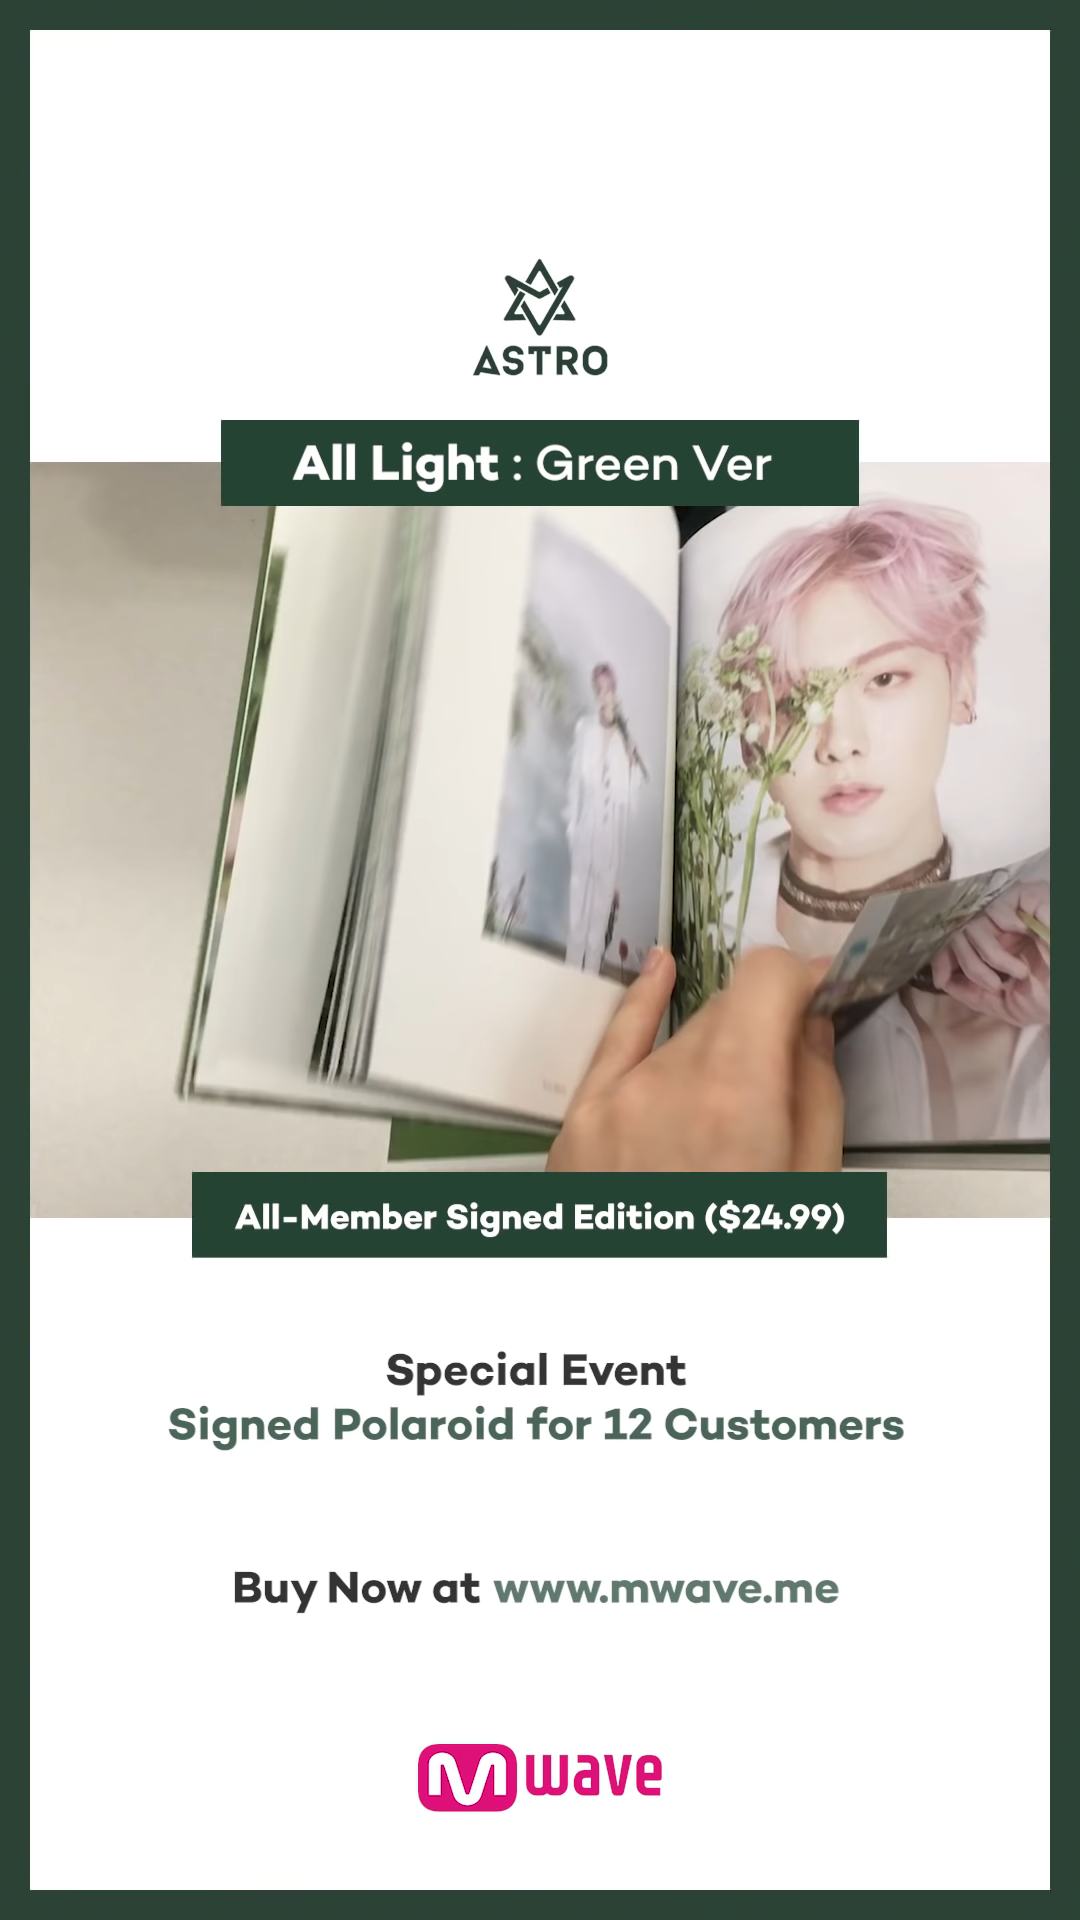 ASTRO
All Light : Green Ver
All-Member Signed Edition ($24.99)
Special Event
Signed Polaroid for 12 Customers
Buy Now at www.mwave.me
M wave